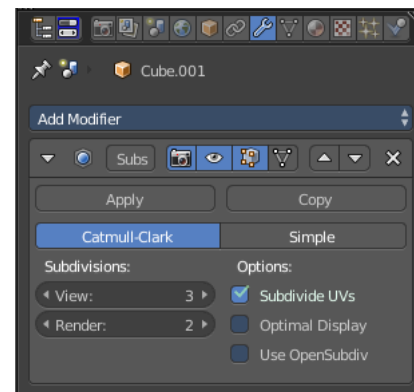 Cube.001
Add Modifier
Subs
Apply Copy
Catmull-Clark Simple
Subdivisions: Options:
View: 3 Subdivide UVs
Render: 2 Optimal Display
Use OpenSubdiv